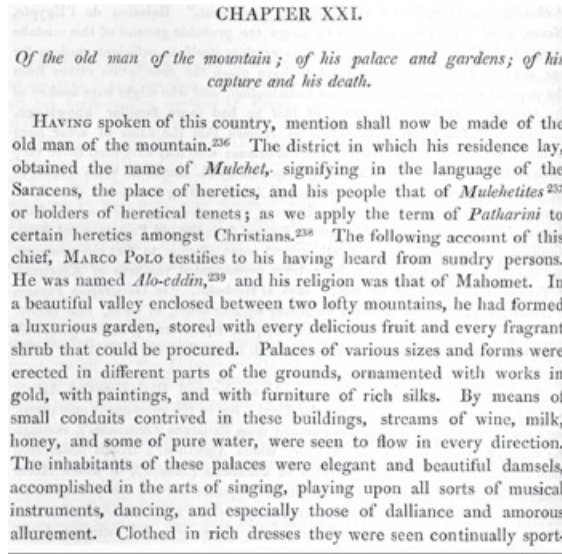 CHAPTER XXI.
Of the old man of the mountain ; of his palace and gardens; of his
capture and his death.
HAVING spoken of this country, mention shall now be made of the
old man of the mountain.236 The district in which his residence lay,
obtained the name of Mulehet, signifying in the language of the
Saracens, the place of heretics, and his people that of Mulehetites 237
or holders of heretical tenets; as we apply the term of Patharini to
certain heretics amongst Christians.238 The following account of this
chief, MARCO POLO testifies to his having heard from sundry persons.
He was named Alo-eddin,239 and his religion was that of Mahomet. In
a beautiful valley enclosed between two lofty mountains, he had formed
a luxurious garden, stored with every delicious fruit and every fragrant
shrub that could be procured. Palaces of various sizes and forms were
erected in different parts of the grounds, ornamented with works in
gold, with paintings, and with furniture of rich silks. By means of
small conduits contrived in these buildings, streams of wine, milk,
honey, and some of pure water, were seen to flow in every direction.
The inhabitants of these palaces were elegant and beautiful damsels,
accomplished in the arts of singing, playing upon all sorts of musical
instruments, dancing, and especially those of dalliance and amorous
allurement. Clothed in rich dresses they were seen continually sport-